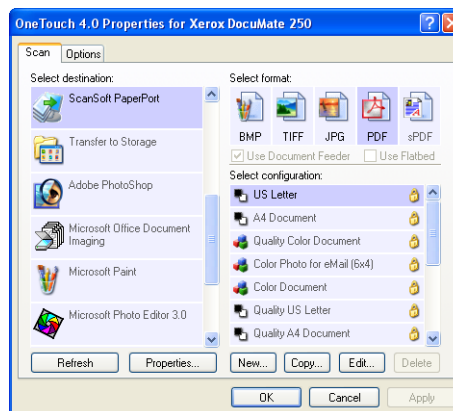 OneTouch 4.0 Properties for Xerox DocuMate 250
Scan
Options
Select destination:
ScanSoft PaperPort
Transfer to Storage
Adobe PhotoShop
Microsoft Office Document
Imaging
Microsoft Paint
Microsoft Photo Editor 3.0
Refresh
Properties...
Select format:
BMP
TIFF
JPG
PDF
sPDF
Use Document Feeder
Use Flatbed
Select configuration:
US Letter
A4 Document
Quality Color Document
Color Photo for eMail (6x4)
Color Document
Quality US Letter
Quality A4 Document
New...
Copy...
Edit...
Delete
OK
Cancel
Apply